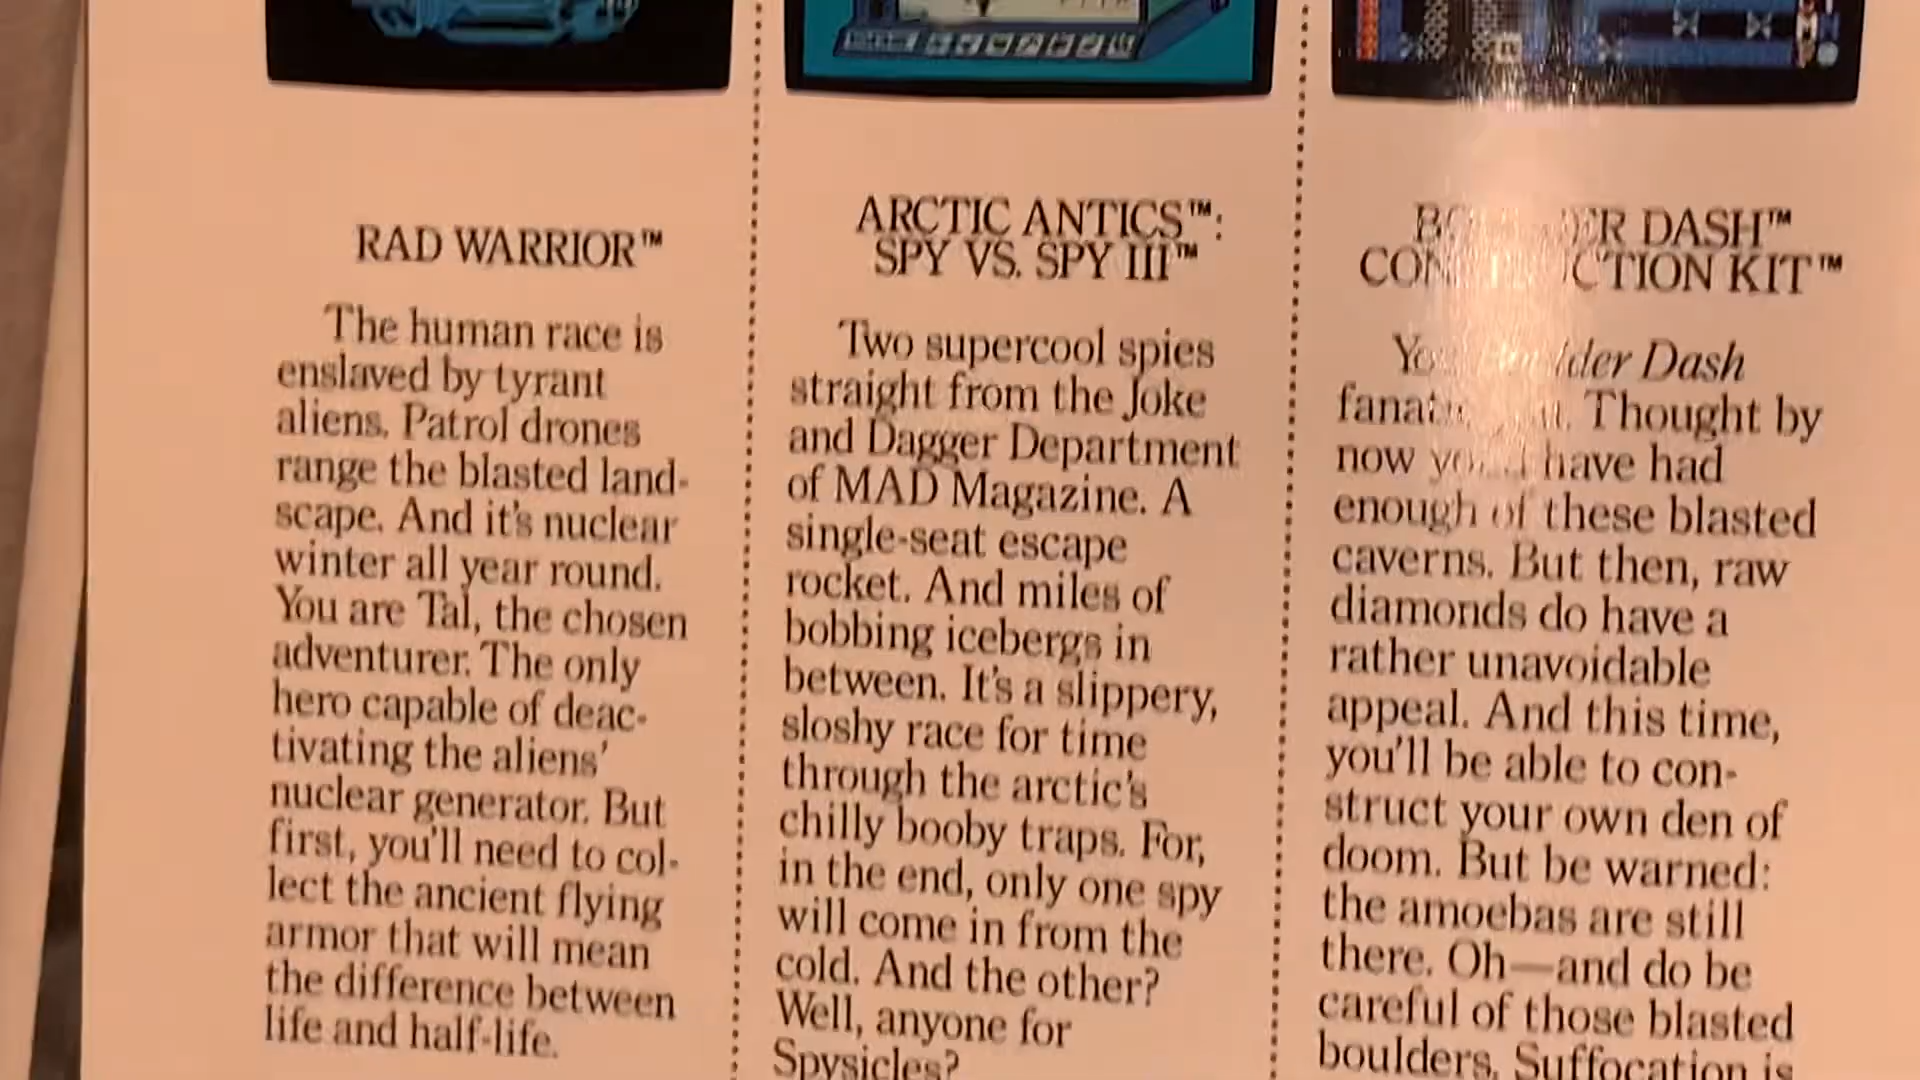 RAD WARRIOR™
The human race is
enslaved by tyrant
aliens. Patrol drones
range the blasted land-
scape. And it's nuclear
winter all year round.
You are Tal, the chosen
adventurer. The only
hero capable of deac-
tivating the aliens'
nuclear generator. But
first, you'll need to col-
lect the ancient flying
armor that will mean
the difference between
life and half-life.
ARCTIC ANTICS™:
SPY VS. SPY III™
Two supercool spies
straight from the Joke
and Dagger Department
of MAD Magazine. A
single-seat escape
rocket. And miles of
bobbing icebergs in
between. It's a slippery,
sloshy race for time
through the arctic's
chilly booby traps. For,
in the end, only one spy
will come in from the
cold. And the other?
Well, anyone for
Spysicles?
DASH™
KIT™
Dash
Thought by
now have had
enough of these blasted
caverns. But then, raw
diamonds do have a
rather unavoidable
appeal. And this time,
you'll be able to con-
struct your own den of
doom. But be warned:
the amoebas are still
there. Oh—and do be
careful of those blasted
boulders. Suffocation is